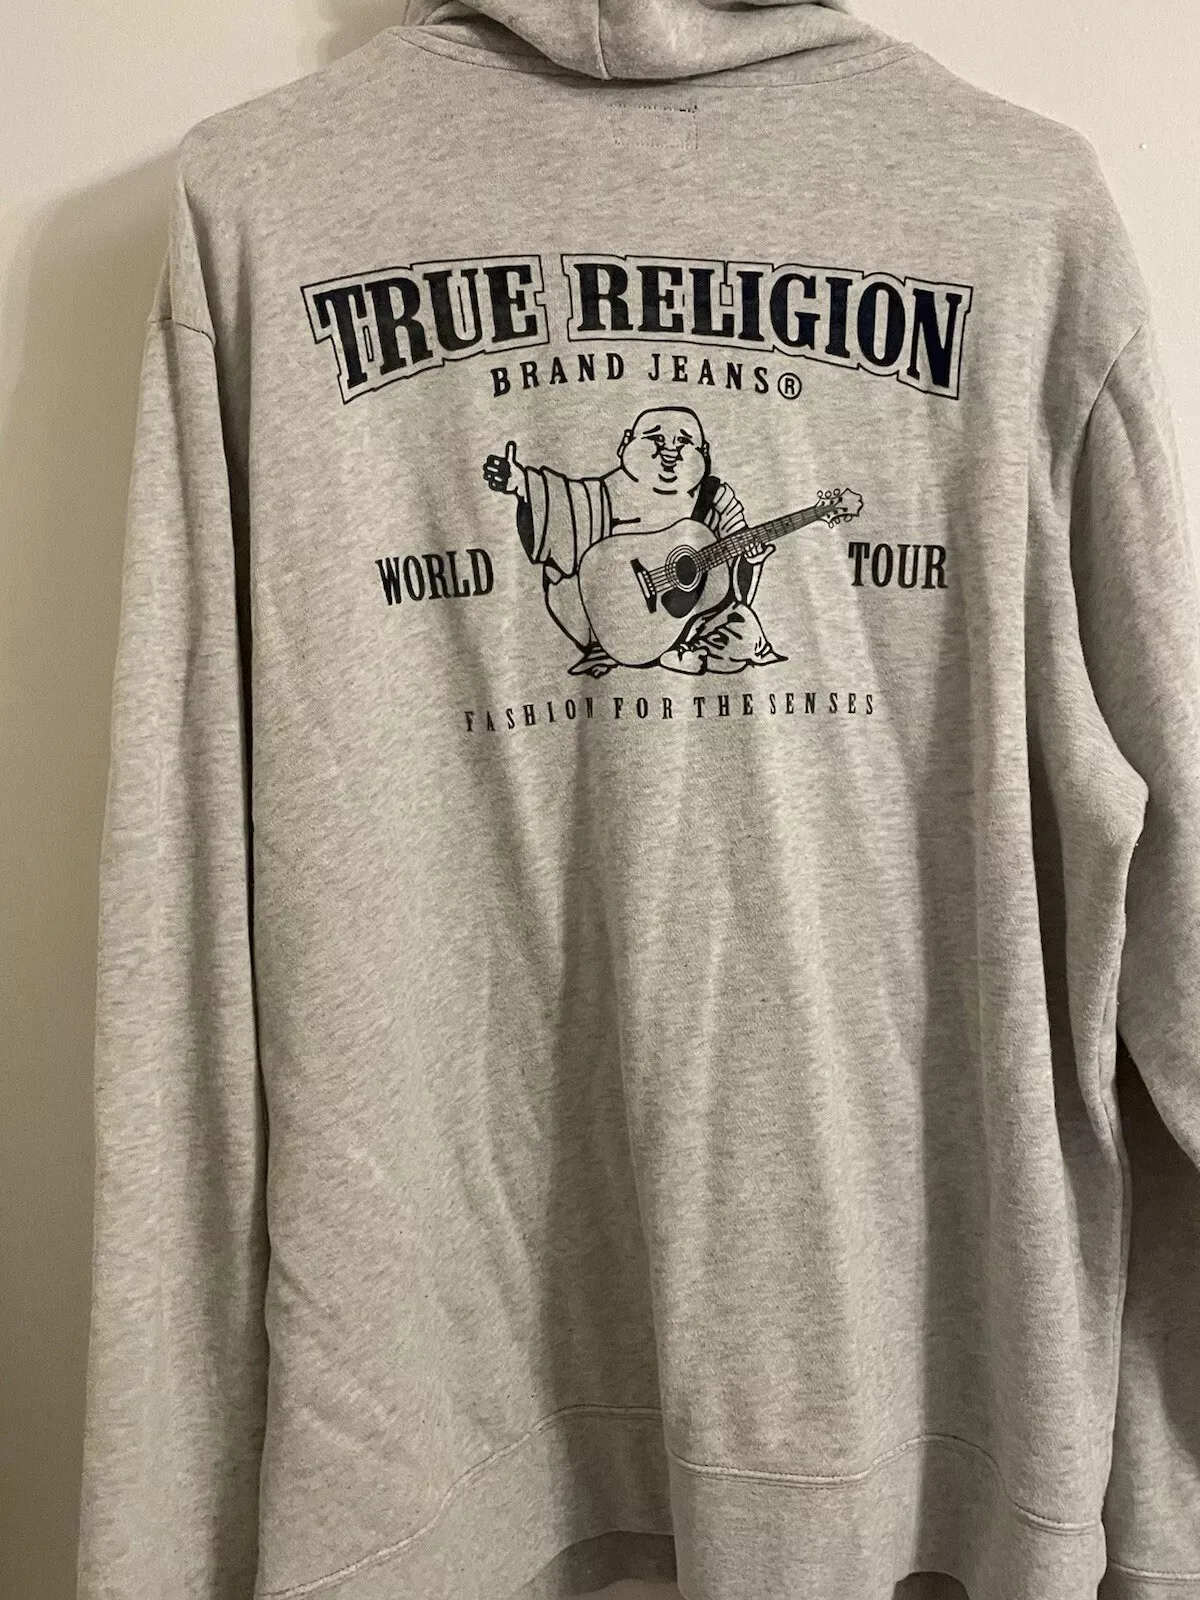 TRUE RELIGION
BRAND JEANS®
WORLD TOUR
FASHION FOR THE SENSES